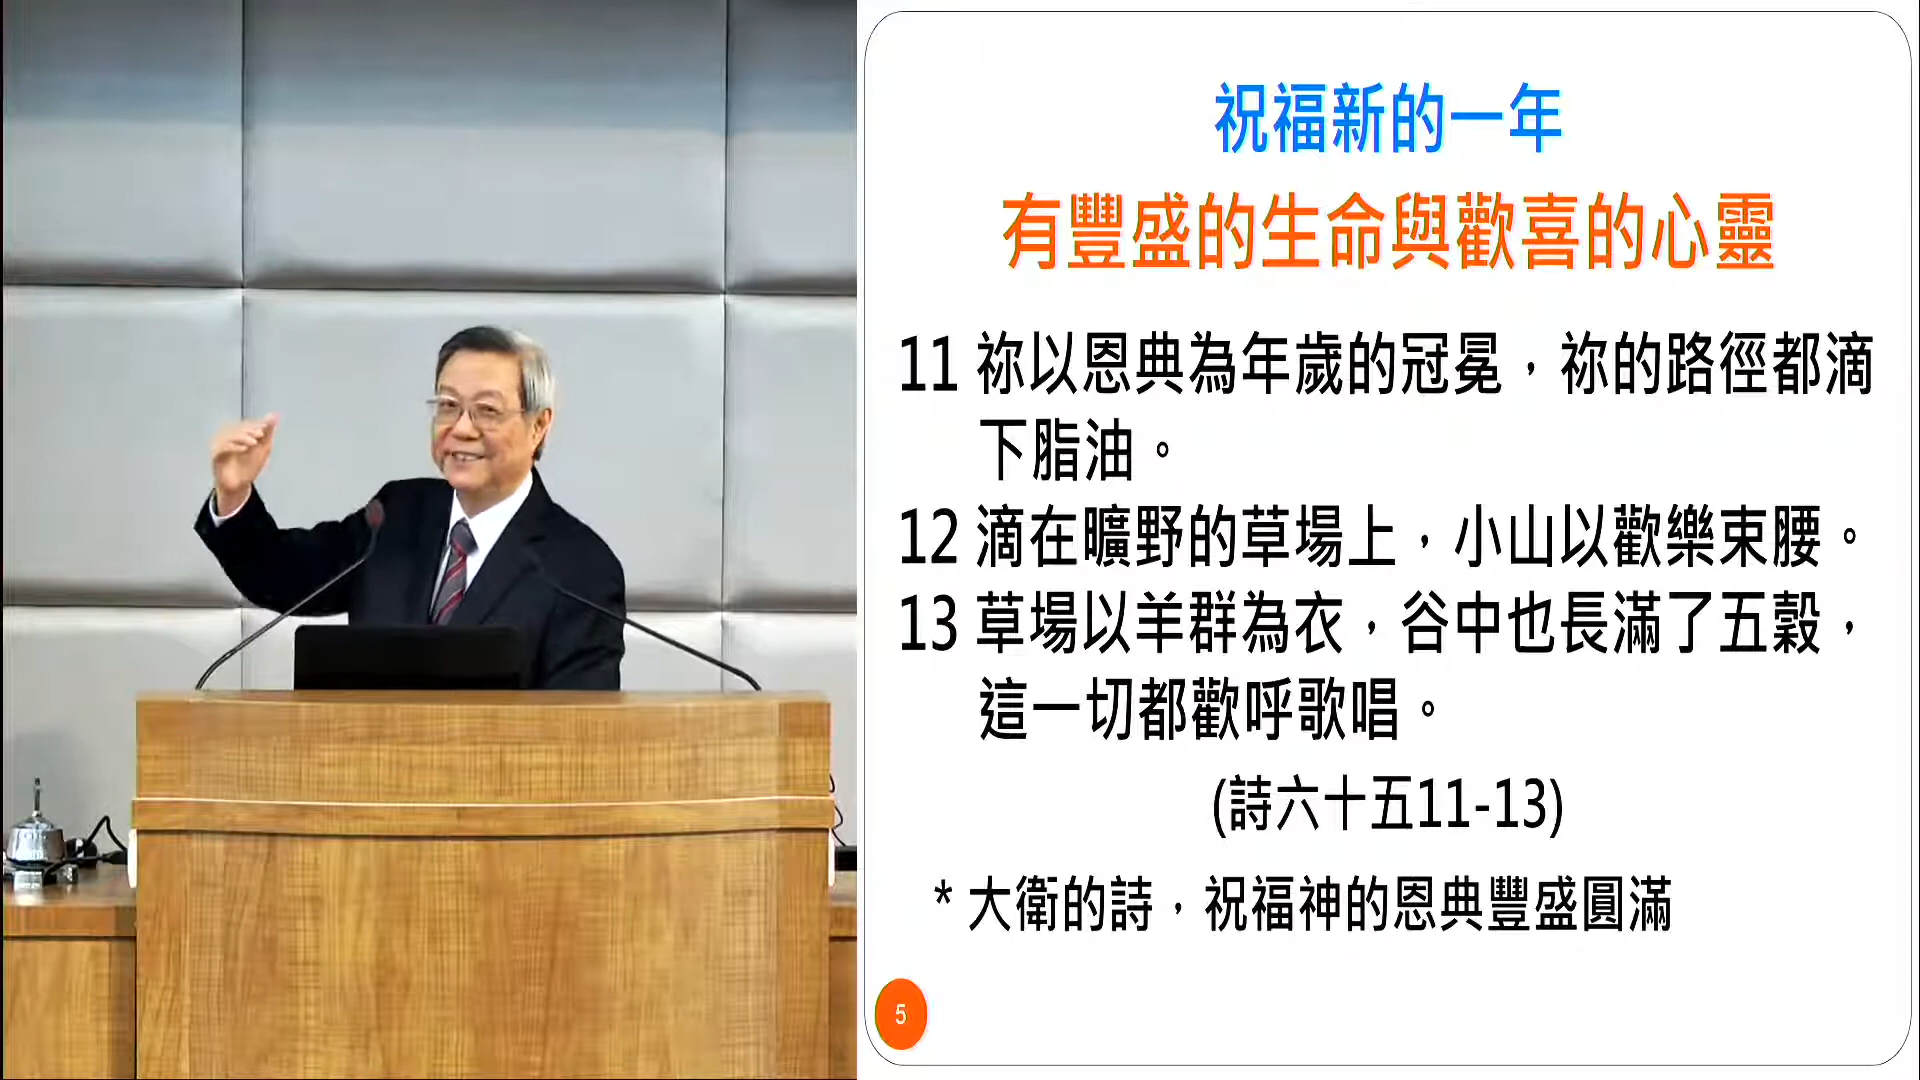 祝福新的一年
有豐盛的生命與歡喜的心靈
11 祢以恩典為年歲的冠冕，祢的路徑都滴
下脂油。
12 滴在曠野的草場上，小山以歡樂束腰。
13 草場以羊群為衣，谷中也長滿了五穀，
這一切都歡呼歌唱。
(詩六十五11-13)
* 大衛的詩，祝福神的恩典豐盛圓滿
5